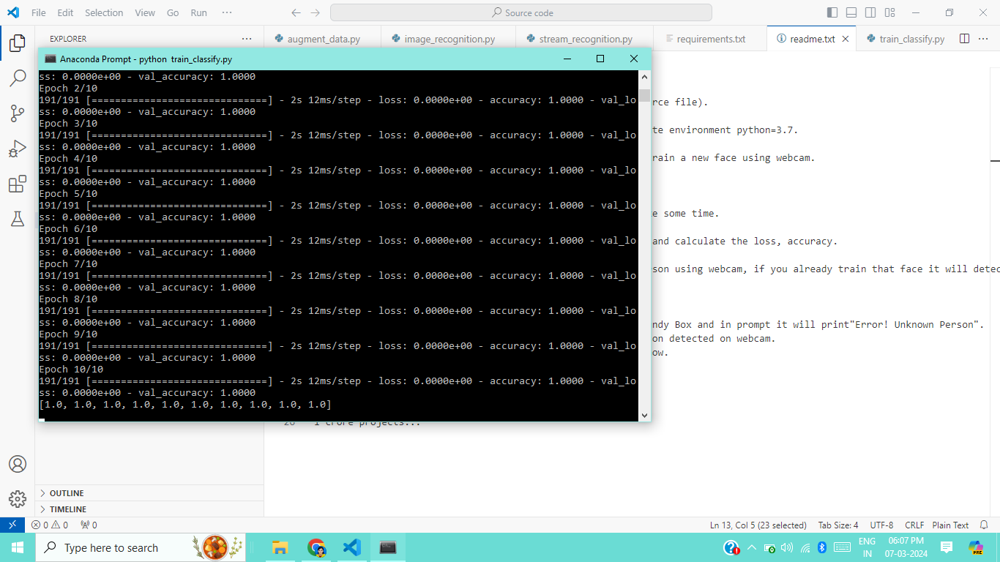 File Edit Selection View Go Run ··· Source code
EXPLORER ··· augment_data.py image_recognition.py stream_recognition.py requirements.txt readme.txt train_classify.py ···
Anaconda Prompt - python train_classify.py
ss: 0.0000e+00 - val_accuracy: 1.0000
Epoch 2/10
191/191 [==============================] - 2s 12ms/step - loss: 0.0000e+00 - accuracy: 1.0000 - val_lo
ss: 0.0000e+00 - val_accuracy: 1.0000
Epoch 3/10
191/191 [==============================] - 2s 12ms/step - loss: 0.0000e+00 - accuracy: 1.0000 - val_lo
ss: 0.0000e+00 - val_accuracy: 1.0000
Epoch 4/10
191/191 [==============================] - 2s 12ms/step - loss: 0.0000e+00 - accuracy: 1.0000 - val_lo
ss: 0.0000e+00 - val_accuracy: 1.0000
Epoch 5/10
191/191 [==============================] - 2s 12ms/step - loss: 0.0000e+00 - accuracy: 1.0000 - val_lo
ss: 0.0000e+00 - val_accuracy: 1.0000
Epoch 6/10
191/191 [==============================] - 2s 12ms/step - loss: 0.0000e+00 - accuracy: 1.0000 - val_lo
ss: 0.0000e+00 - val_accuracy: 1.0000
Epoch 7/10
191/191 [==============================] - 2s 12ms/step - loss: 0.0000e+00 - accuracy: 1.0000 - val_lo
ss: 0.0000e+00 - val_accuracy: 1.0000
Epoch 8/10
191/191 [==============================] - 2s 12ms/step - loss: 0.0000e+00 - accuracy: 1.0000 - val_lo
ss: 0.0000e+00 - val_accuracy: 1.0000
Epoch 9/10
191/191 [==============================] - 2s 12ms/step - loss: 0.0000e+00 - accuracy: 1.0000 - val_lo
ss: 0.0000e+00 - val_accuracy: 1.0000
Epoch 10/10
191/191 [==============================] - 2s 12ms/step - loss: 0.0000e+00 - accuracy: 1.0000 - val_lo
ss: 0.0000e+00 - val_accuracy: 1.0000
[1.0, 1.0, 1.0, 1.0, 1.0, 1.0, 1.0, 1.0, 1.0, 1.0]
rce file).
te environment python=3.7.
rain a new face using webcam.
e some time.
and calculate the loss, accuracy.
son using webcam, if you already train that face it will detec
ndy Box and in prompt it will print"Error! Unknown Person".
on detected on webcam.
ow.
1 crore projects...
OUTLINE
TIMELINE
0 0 0 Ln 13, Col 5 (23 selected) Tab Size: 4 UTF-8 CRLF Plain Text
Type here to search
ENG
IN
06:07 PM
07-03-2024
PRE